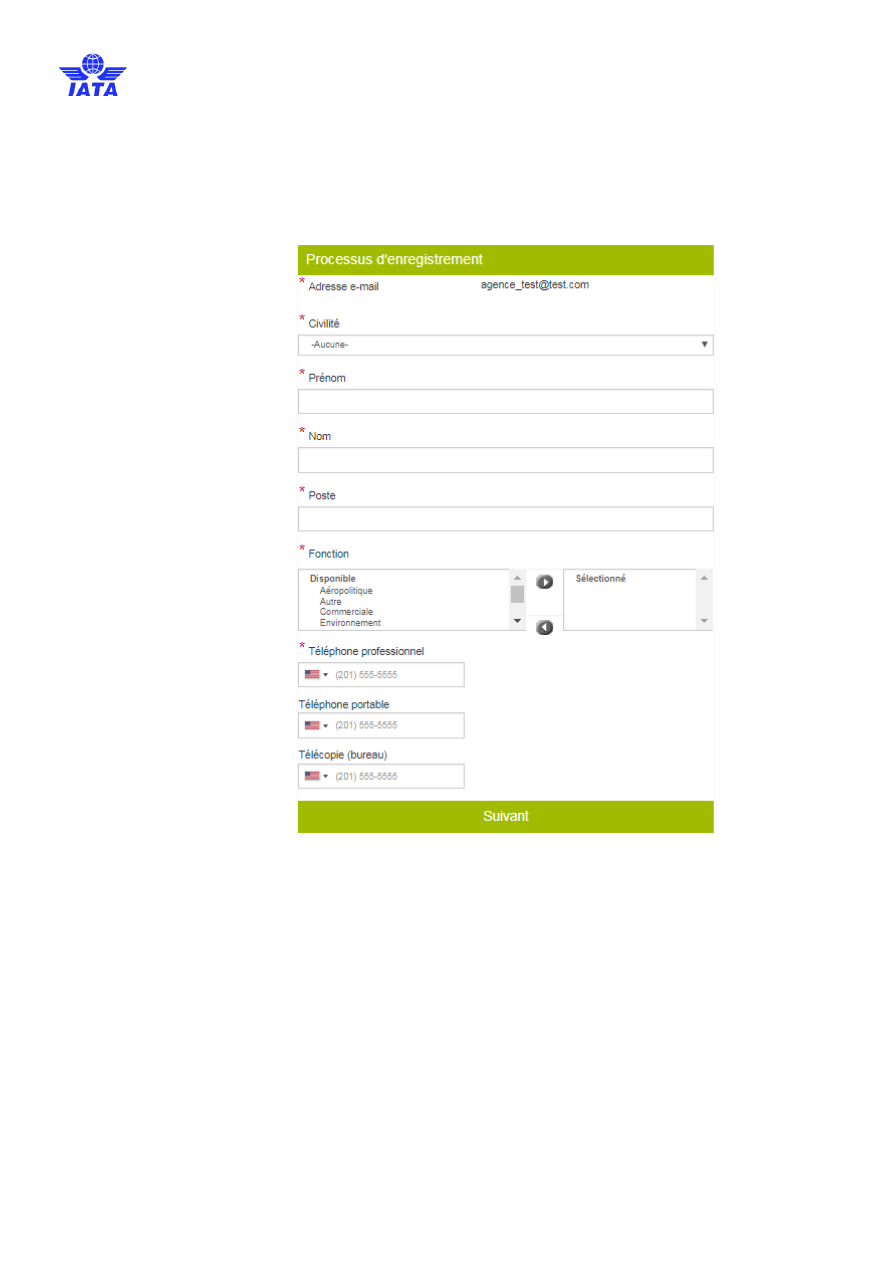 IATA
Processus d'enregistrement
* Adresse e-mail agence_test@test.com
* Civilité
-Aucune-
* Prénom
* Nom
* Poste
* Fonction
Disponible Sélectionné
Aéropolitique
Autre
Commerciale
Environnement
* Téléphone professionnel
(201) 555-5555
Téléphone portable
(201) 555-5555
Télécopie (bureau)
(201) 555-5555
Suivant